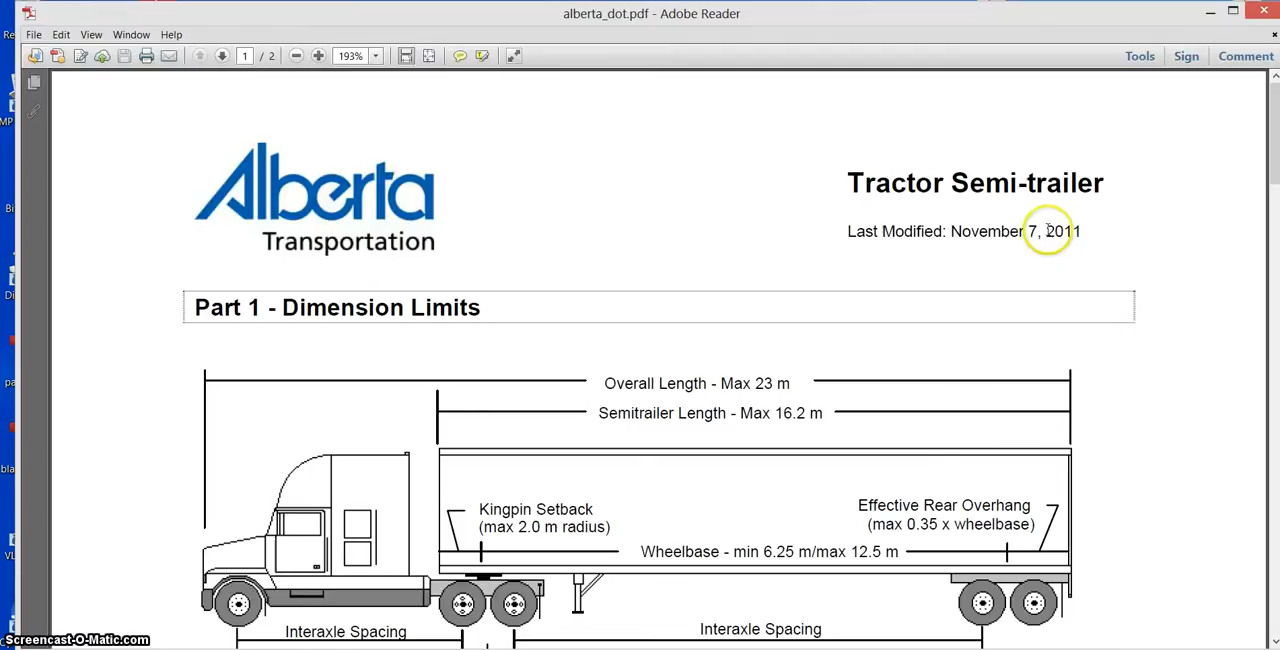 alberta_dot.pdf - Adobe Reader
File Edit View Window Help
1 / 2 193% Tools Sign Comment
Alberta
Transportation
Tractor Semi-trailer
Last Modified: November 7, 2011
Part 1 - Dimension Limits
Overall Length - Max 23 m
Semitrailer Length - Max 16.2 m
Kingpin Setback
(max 2.0 m radius)
Effective Rear Overhang
(max 0.35 x wheelbase)
Wheelbase - min 6.25 m/max 12.5 m
Interaxle Spacing
Interaxle Spacing
Screencast-O-Matic.com